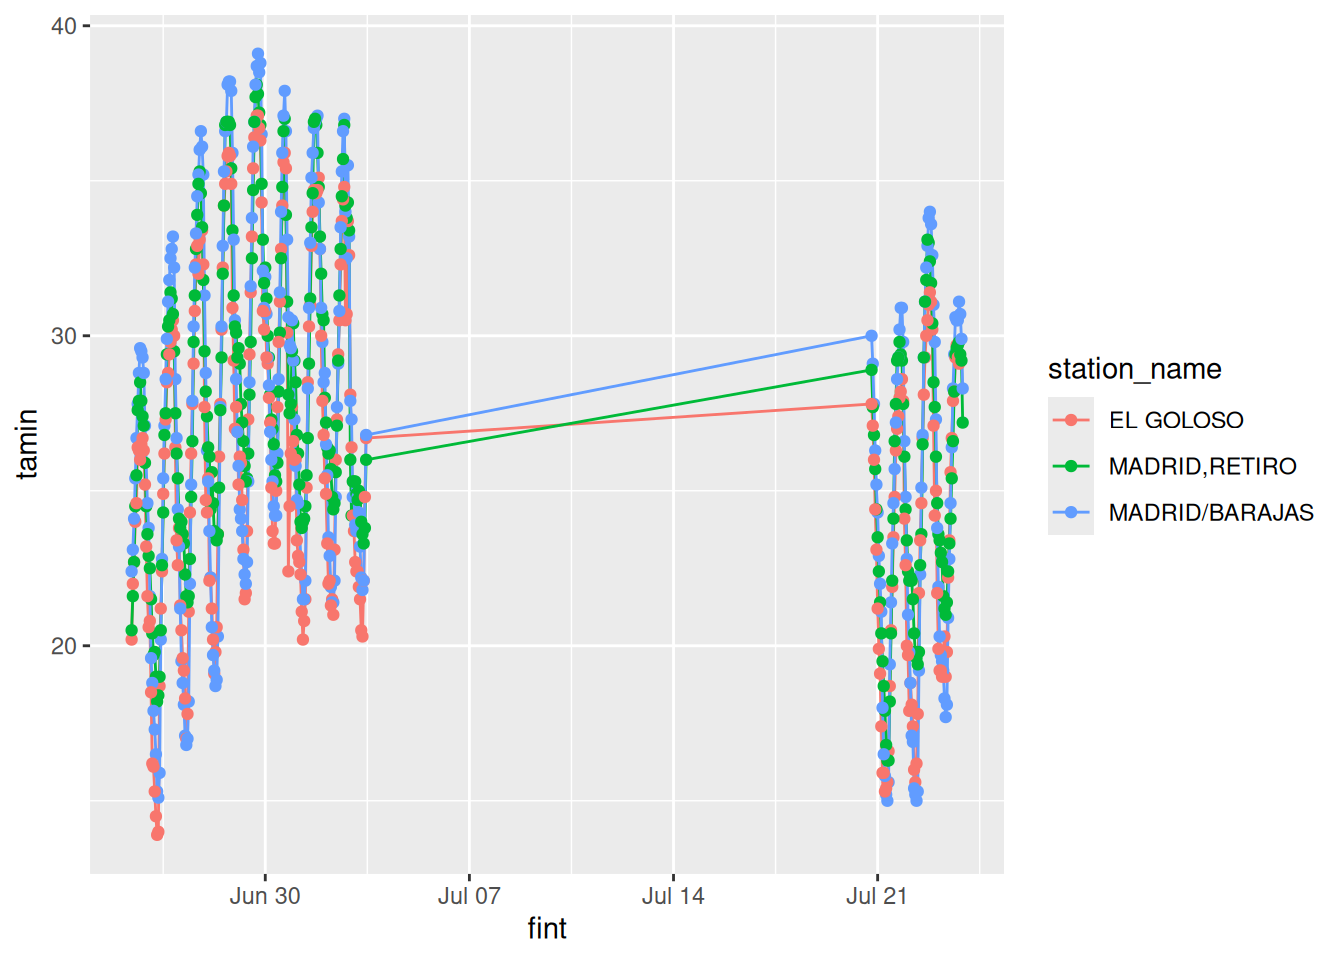 40
30
20
tamin
Jun 30
Jul 07
Jul 14
Jul 21
fint
station_name
EL GOLOSO
MADRID,RETIRO
MADRID/BARAJAS